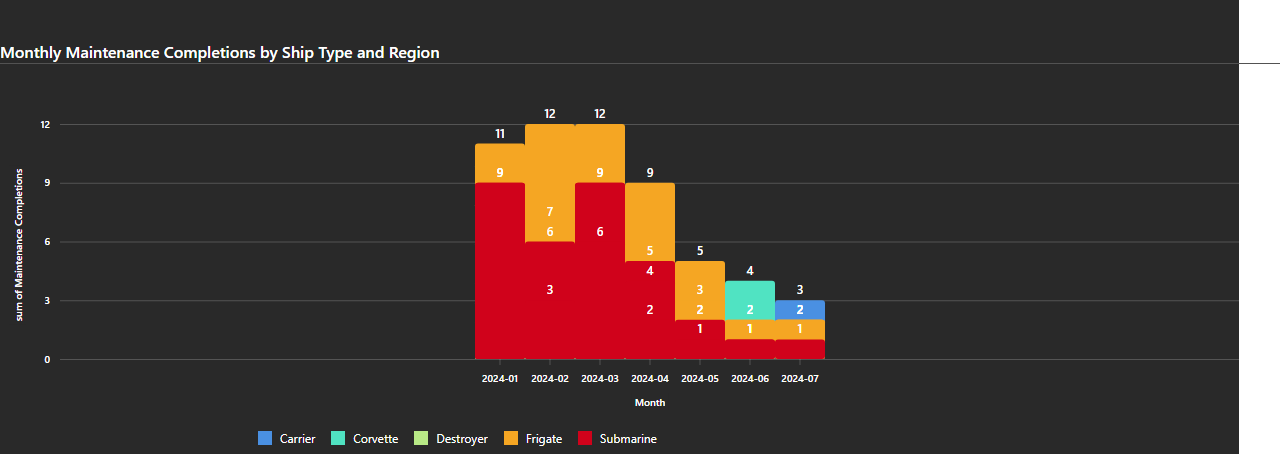 Monthly Maintenance Completions by Ship Type and Region
11 12 12
12
9 9 9 9
7
6 6 5 5
6
4 4
3 3 3
3 2 2 2 2
1 1 1
0
sum of Maintenance Completions
2024-01 2024-02 2024-03 2024-04 2024-05 2024-06 2024-07
Month
Carrier Corvette Destroyer Frigate Submarine